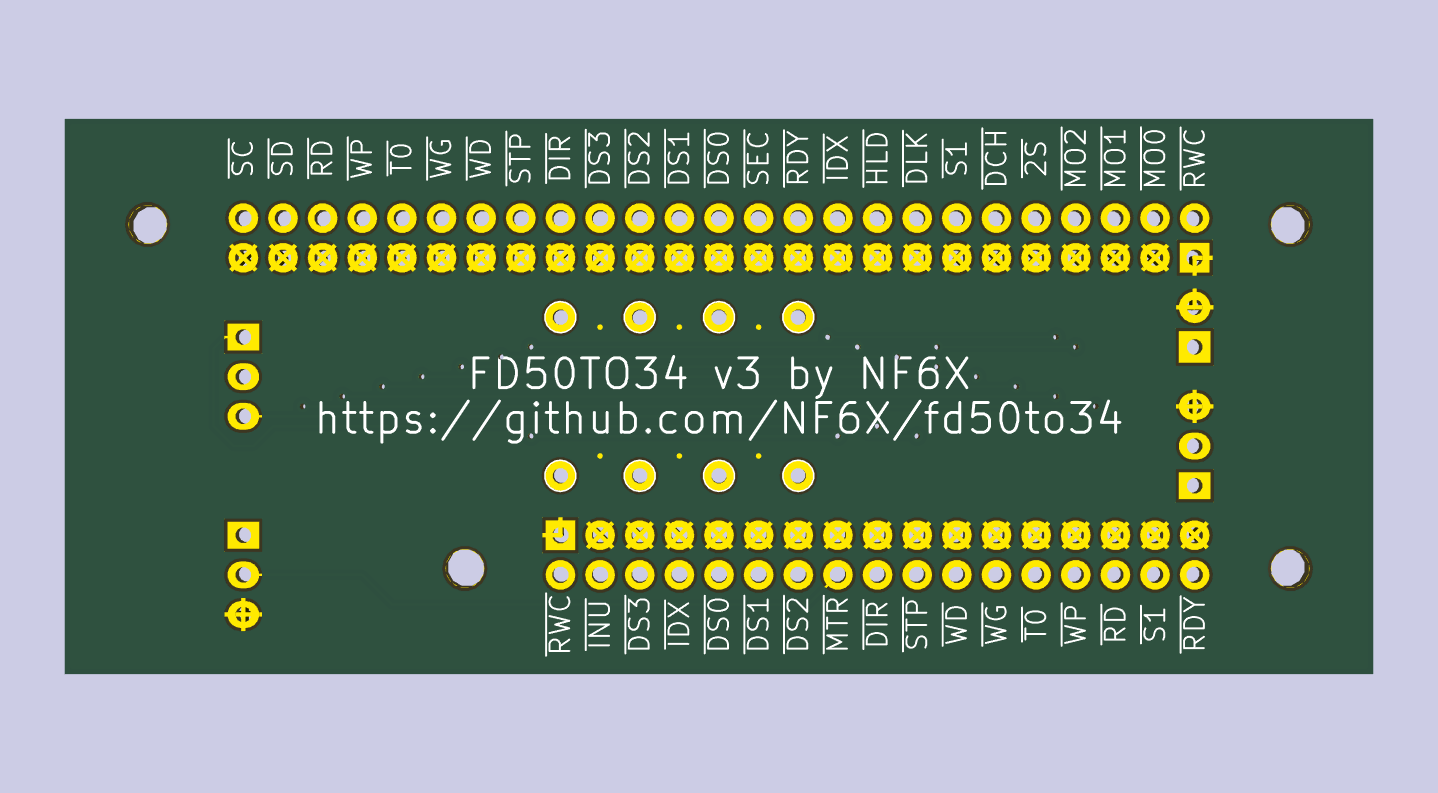 SC SD RD WP T0 WG WD STP DIR DS3 DS2 DS1 DS0 SEC RDY IDX HLD DLK S1 DCH 2S MO2 MO1 MO0 RWC
FD50TO34 v3 by NF6X
https://github.com/NF6X/fd50to34
RWC INU DS3 IDX DS0 DS1 DS2 MTR DIR STP WD WG T0 WP RD S1 RDY